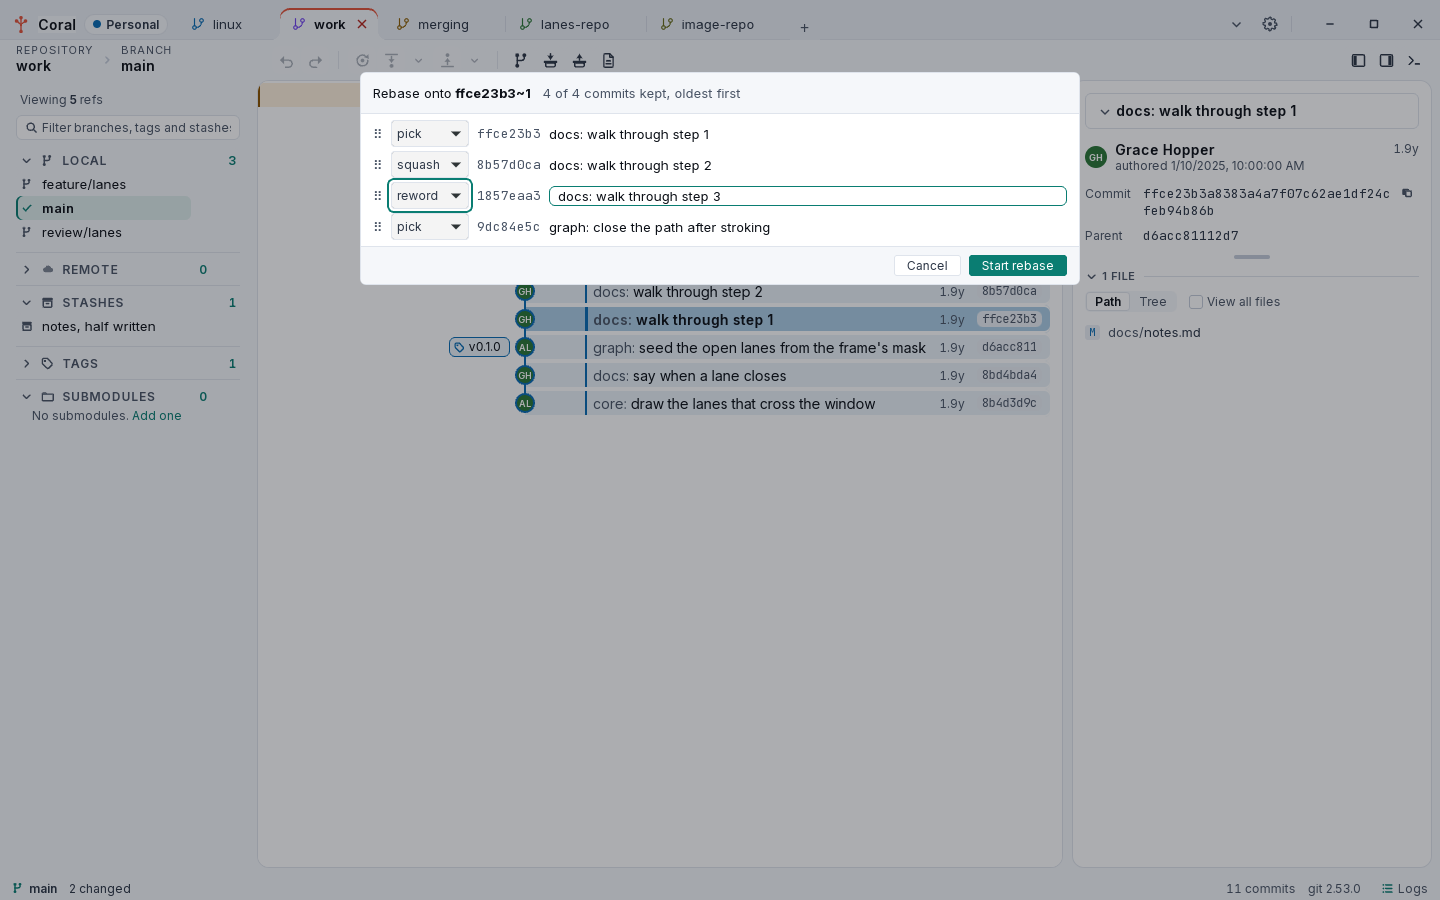 Coral
Personal
linux
work
merging
lanes-repo
image-repo
REPOSITORY
work
BRANCH
main
Viewing 5 refs
Filter branches, tags and stashes
LOCAL 3
feature/lanes
main
review/lanes
REMOTE 0
STASHES 1
notes, half written
TAGS 1
SUBMODULES 0
No submodules. Add one
Rebase onto ffce23b3~1 4 of 4 commits kept, oldest first
pick ffce23b3 docs: walk through step 1
squash 8b57d0ca docs: walk through step 2
reword 1857eaa3 docs: walk through step 3
pick 9dc84e5c graph: close the path after stroking
Cancel Start rebase
GH docs: walk through step 2 1.9y 8b57d0ca
GH docs: walk through step 1 1.9y ffce23b3
v0.1.0 AL graph: seed the open lanes from the frame's mask 1.9y d6acc811
GH docs: say when a lane closes 1.9y 8bd4bda4
AL core: draw the lanes that cross the window 1.9y 8b4d3d9c
docs: walk through step 1
GH Grace Hopper 1.9y
authored 1/10/2025, 10:00:00 AM
Commit ffce23b3a8383a4a7f07c62ae1df24c
feb94b86b
Parent d6acc81112d7
1 FILE
Path Tree View all files
M docs/notes.md
main 2 changed
11 commits git 2.53.0 Logs